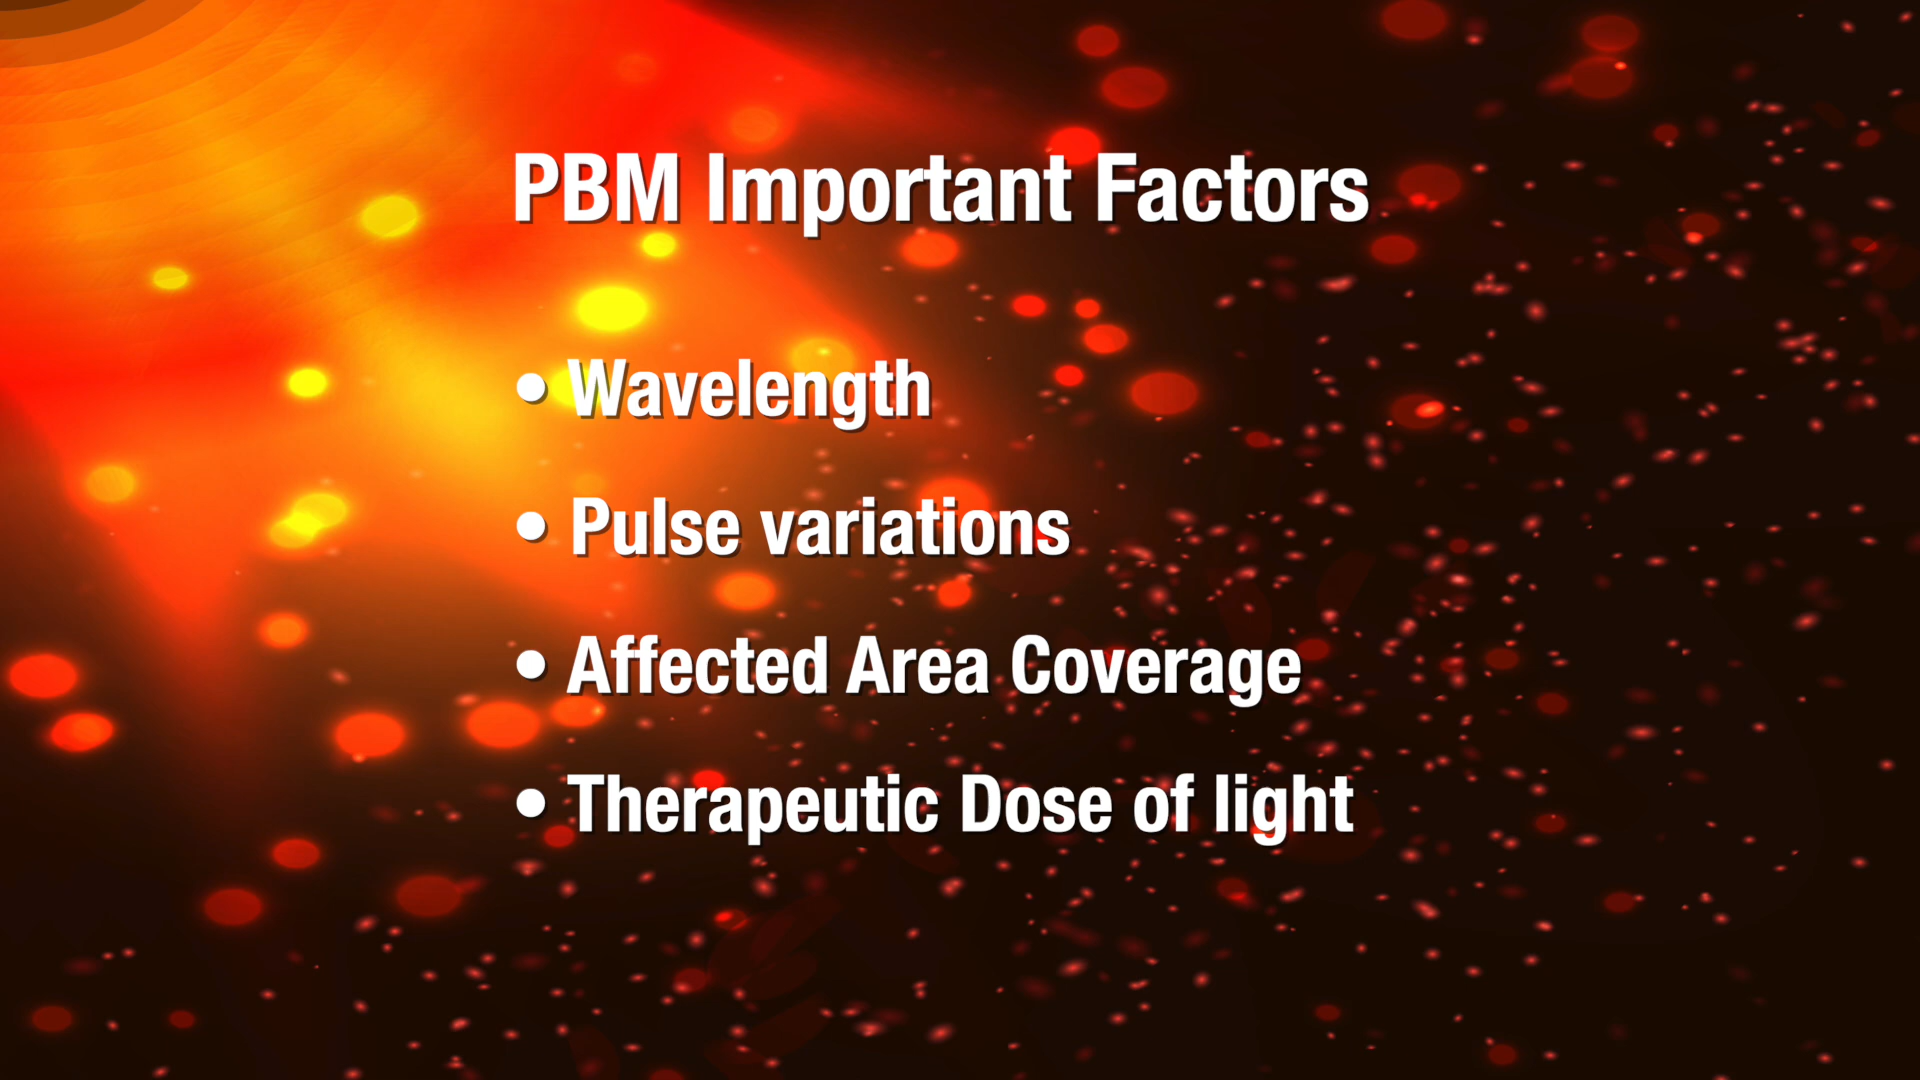 PBM Important Factors
• Wavelength
• Pulse variations
• Affected Area Coverage
• Therapeutic Dose of light